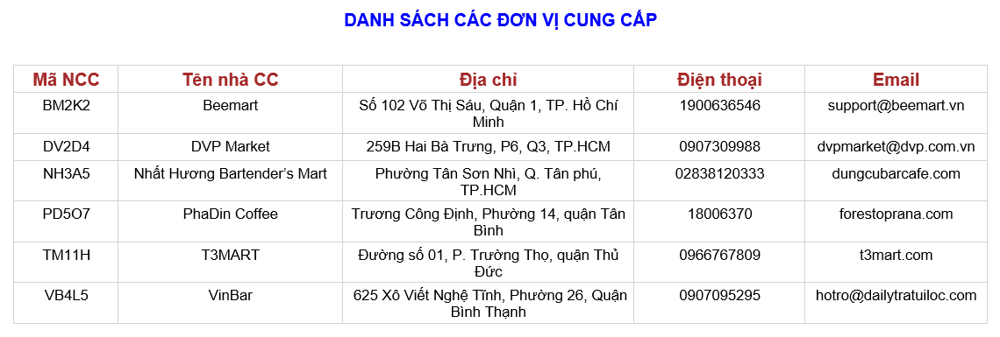 DANH SÁCH CÁC ĐƠN VỊ CUNG CẤP
Mã NCC Tên nhà CC Địa chỉ Điện thoại Email
BM2K2 Beemart Số 102 Võ Thị Sáu, Quận 1, TP. Hồ Chí 1900636546 support@beemart.vn
Minh
DV2D4 DVP Market 259B Hai Bà Trưng, P6, Q3, TP.HCM 0907309988 dvpmarket@dvp.com.vn
NH3A5 Nhất Hương Bartender’s Mart Phường Tân Sơn Nhì, Q. Tân phú, 02838120333 dungcubarcafe.com
TP.HCM
PD5O7 PhaDin Coffee Trương Công Định, Phường 14, quận Tân 18006370 forestoprana.com
Bình
TM11H T3MART Đường số 01, P. Trường Thọ, quận Thủ 0966767809 t3mart.com
Đức
VB4L5 VinBar 625 Xô Viết Nghệ Tĩnh, Phường 26, Quận 0907095295 hotro@dailytratuiloc.com
Bình Thạnh